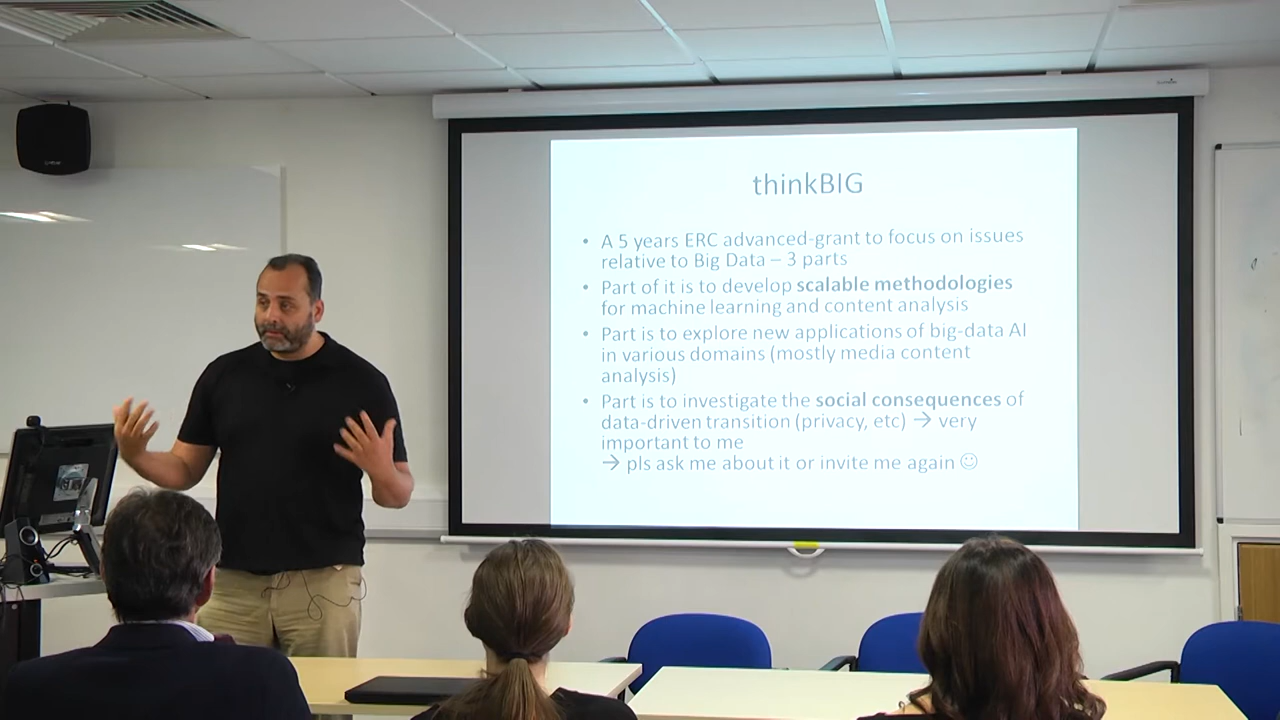 thinkBIG
• A 5 years ERC advanced-grant to focus on issues
relative to Big Data – 3 parts
• Part of it is to develop scalable methodologies
for machine learning and content analysis
• Part is to explore new applications of big-data AI
in various domains (mostly media content
analysis)
• Part is to investigate the social consequences of
data-driven transition (privacy, etc) → very
important to me
→ pls ask me about it or invite me again ☺